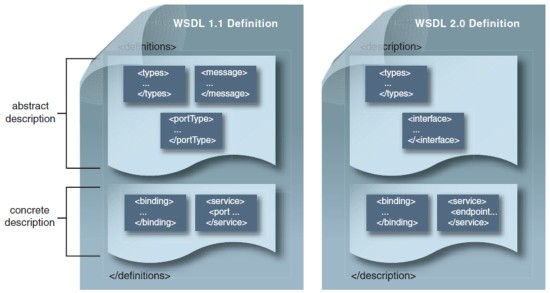 WSDL 1.1 Definition
<definitions>
abstract
description
<types>
...
</types>
<message>
...
</message>
<portType>
...
</portType>
concrete
description
<binding>
...
</binding>
<service>
<port ...
</service>
</definitions>
WSDL 2.0 Definition
<description>
<types>
...
</types>
<interface>
...
</<interface>
<binding>
...
</binding>
<service>
<endpoint...
</service>
</description>